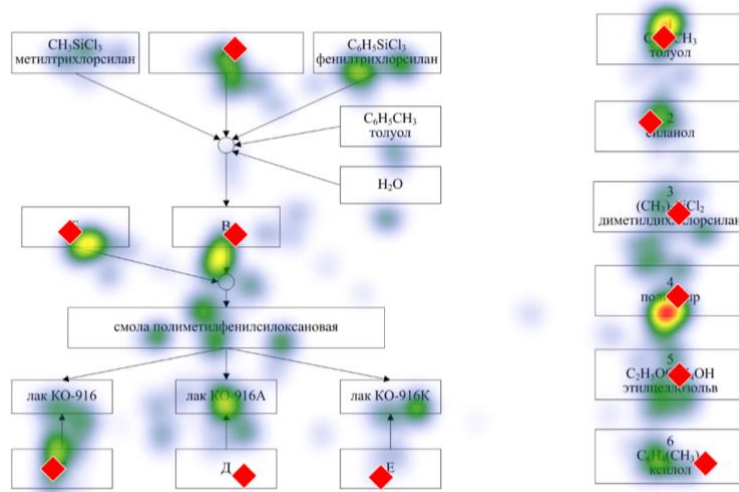 CH₃SiCl₃
метилтрихлорсилан
C₆H₅SiCl₃
фенилтрихлорсилан
C₆H₅CH₃
толуол
H₂O
В
смола полиметилфенилсилоксановая
лак КО-916
лак КО-916А
лак КО-916К
Д
Е
толуол
2
силанол
3
диметилдихлорсилан
4
5
этилцеллозольв
6
ксилол